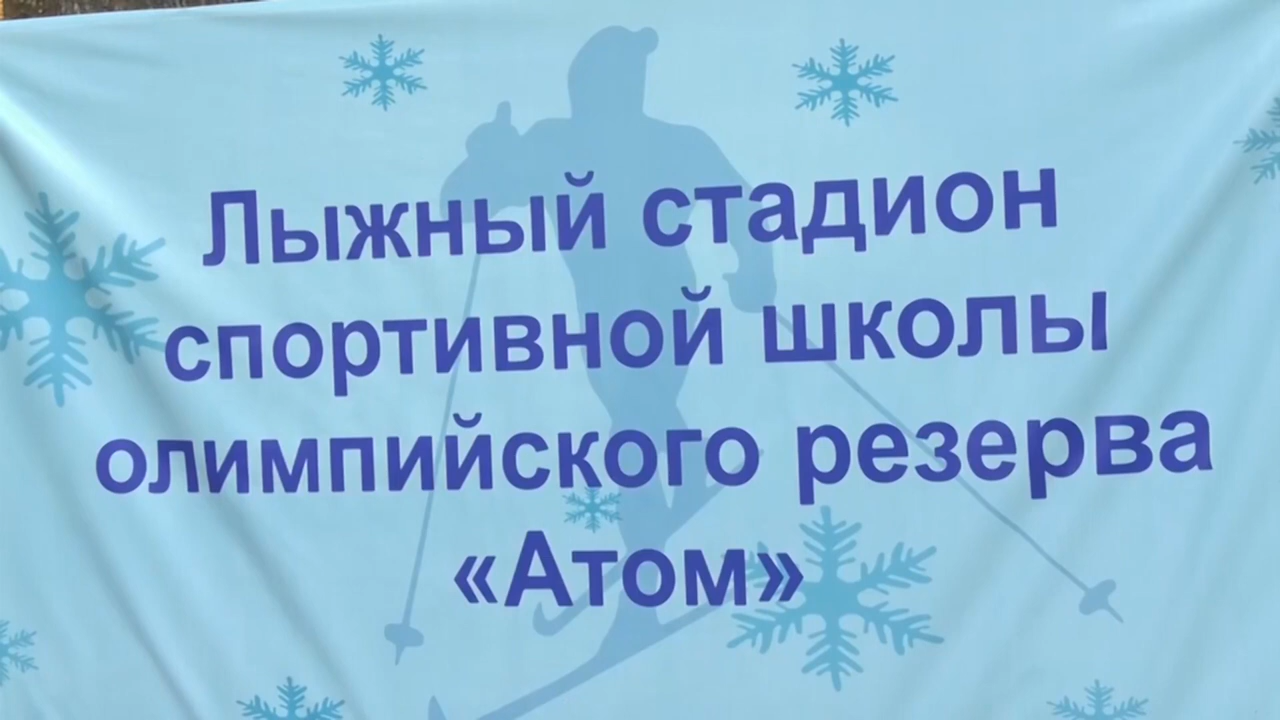 Лыжный стадион
спортивной школы
олимпийского резерва
«Атом»